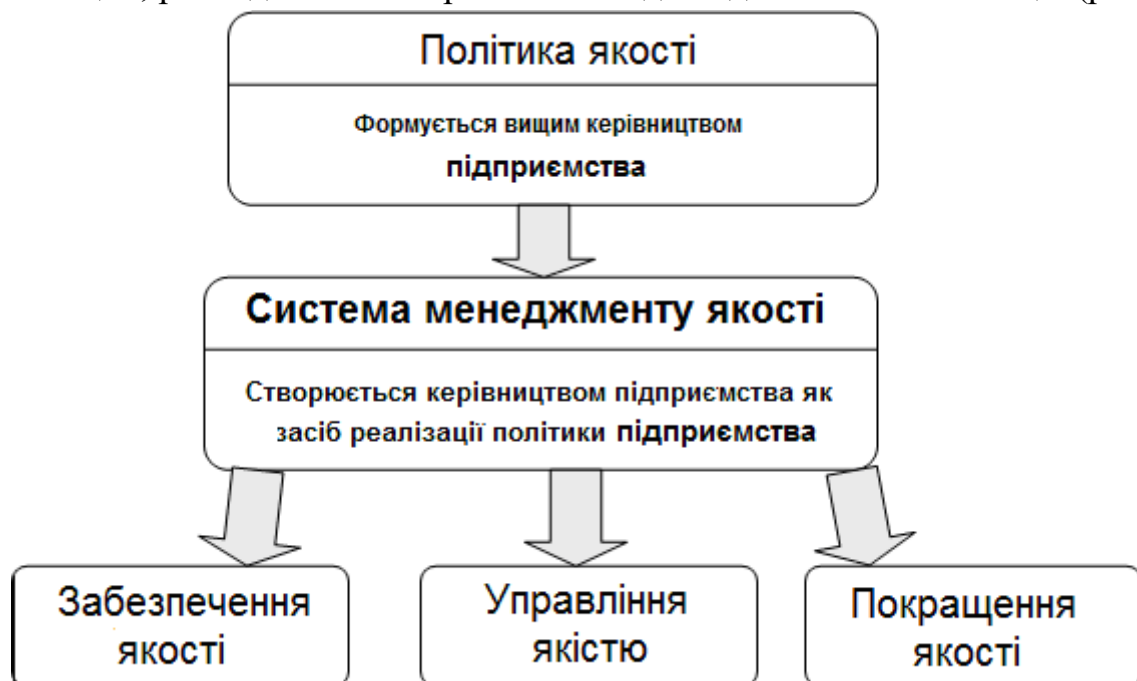 Політика якості
Формується вищим керівництвом
підприємства
Система менеджменту якості
Створюється керівництвом підприємства як
засіб реалізації політики підприємства
Забезпечення
якості
Управління
якістю
Покращення
якості